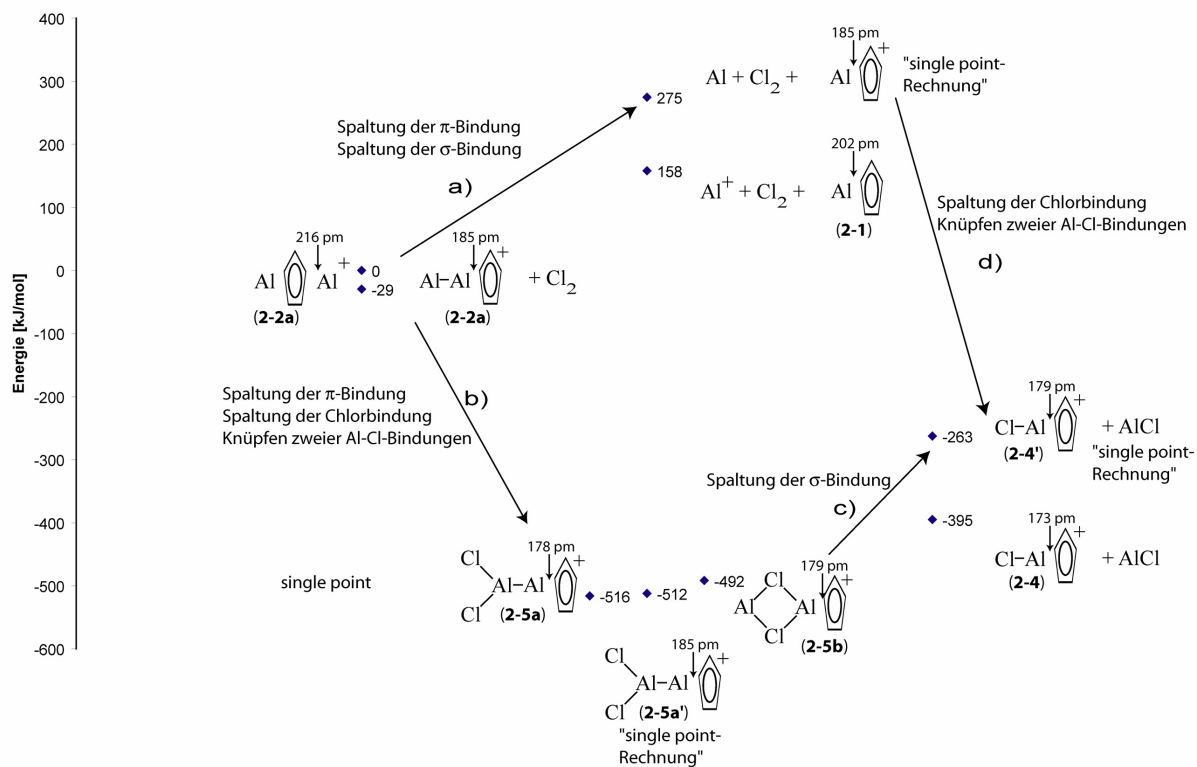 400
300
200
100
0
-100
-200
-300
-400
-500
-600
Energie [kJ/mol]
185 pm
Al + Cl2 + Al +
"single point-
Rechnung"
275
Spaltung der π-Bindung
Spaltung der σ-Bindung
a)
202 pm
158
Al+ + Cl2 + Al
(2-1)
Spaltung der Chlorbindung
Knüpfen zweier Al-Cl-Bindungen
d)
216 pm
Al Al +
(2-2a)
0
-29
185 pm
Al–Al + + Cl2
(2-2a)
Spaltung der π-Bindung
Spaltung der Chlorbindung
Knüpfen zweier Al-Cl-Bindungen
b)
179 pm
-263
Cl–Al + + AlCl
(2-4')
"single point-
Rechnung"
Spaltung der σ-Bindung
c)
173 pm
-395
Cl–Al + + AlCl
(2-4)
single point
178 pm
Cl
Al–Al +
Cl
(2-5a)
-516
-512
-492
179 pm
Cl
Al Al +
Cl
(2-5b)
185 pm
Cl
Al–Al +
Cl
(2-5a')
"single point-
Rechnung"